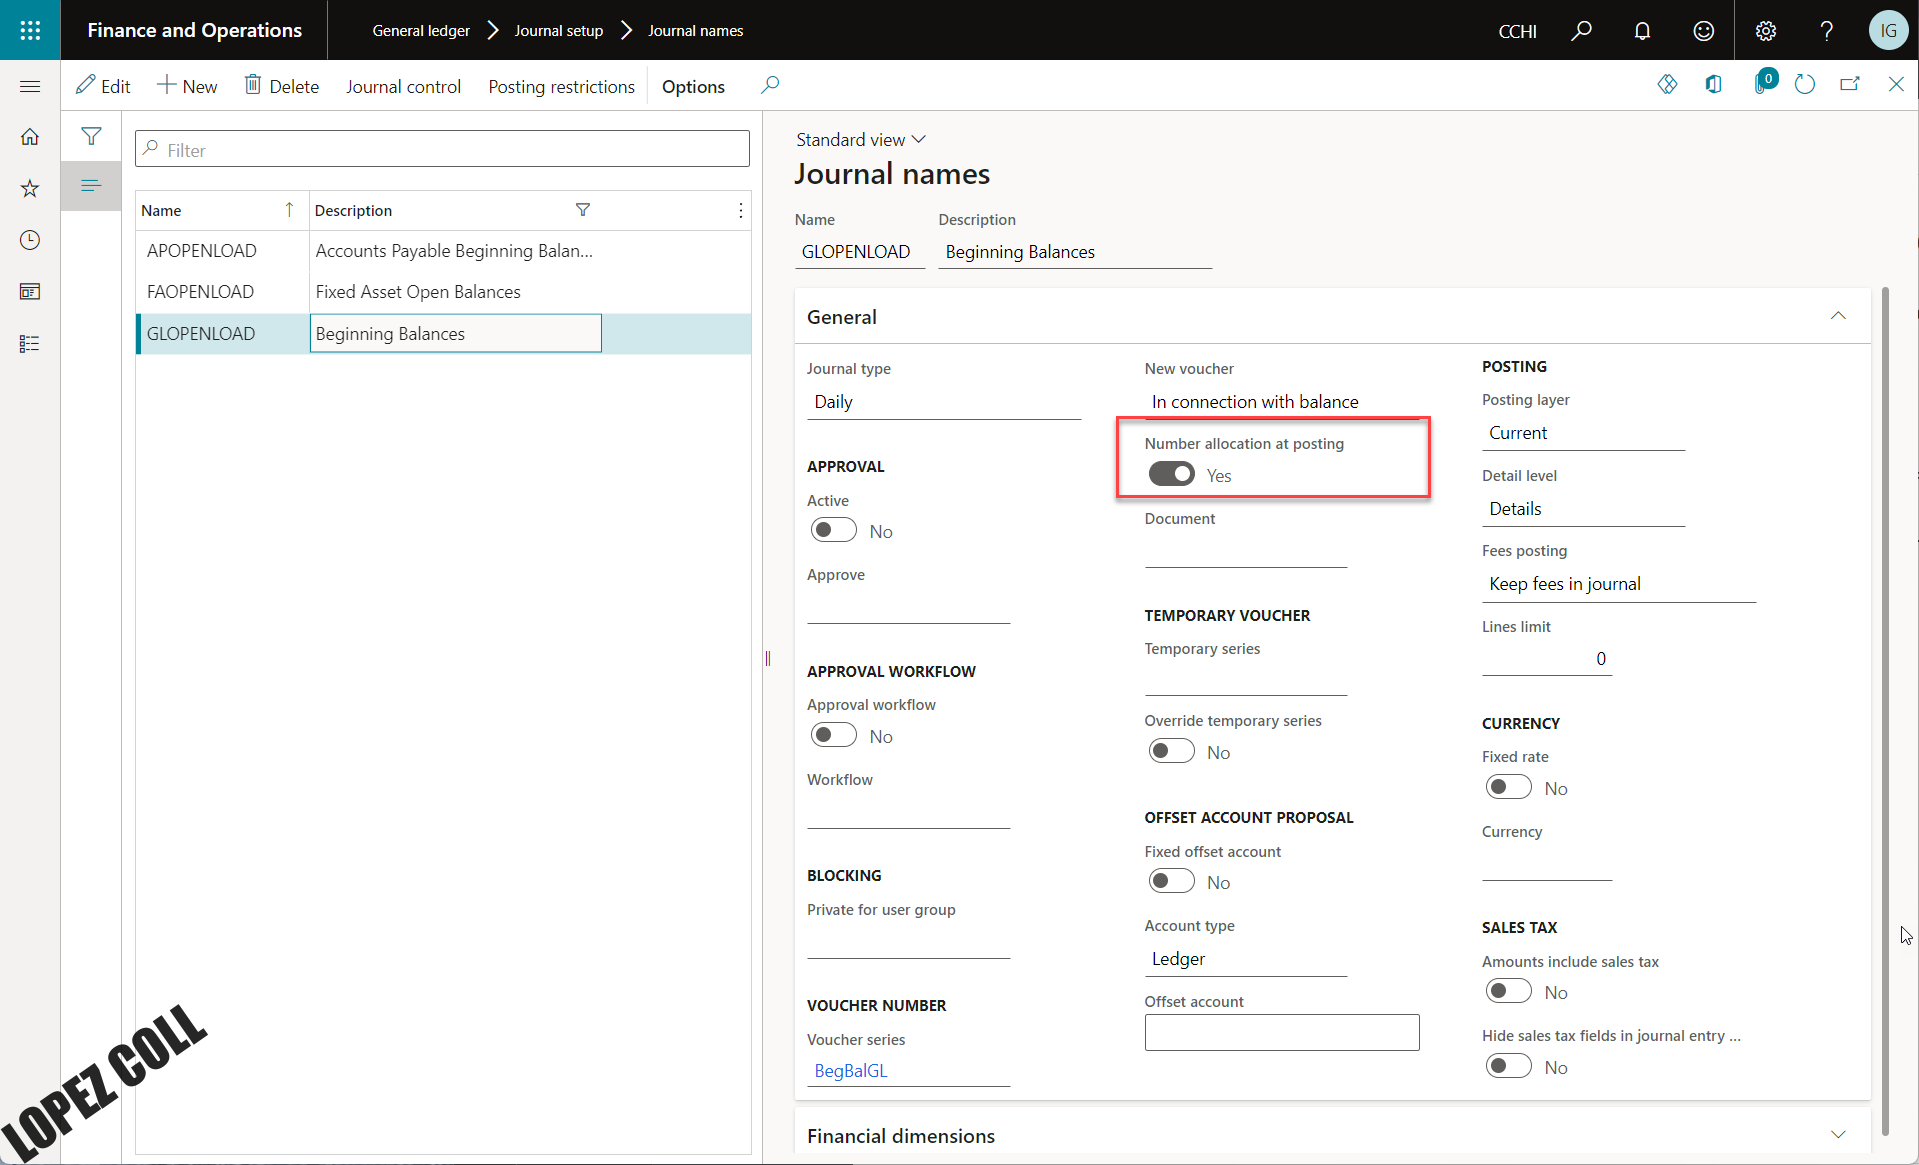 Finance and Operations
General ledger
Journal setup
Journal names
CCHI
IG
Edit
New
Delete
Journal control
Posting restrictions
Options
0
Filter
Name
Description
APOPENLOAD
Accounts Payable Beginning Balan...
FAOPENLOAD
Fixed Asset Open Balances
GLOPENLOAD
Beginning Balances
Standard view
Journal names
Name
Description
GLOPENLOAD
Beginning Balances
General
Journal type
Daily
APPROVAL
Active
No
Approve
APPROVAL WORKFLOW
Approval workflow
No
Workflow
BLOCKING
Private for user group
VOUCHER NUMBER
Voucher series
BegBalGL
New voucher
In connection with balance
Number allocation at posting
Yes
Document
TEMPORARY VOUCHER
Temporary series
Override temporary series
No
OFFSET ACCOUNT PROPOSAL
Fixed offset account
No
Account type
Ledger
Offset account
POSTING
Posting layer
Current
Detail level
Details
Fees posting
Keep fees in journal
Lines limit
0
CURRENCY
Fixed rate
No
Currency
SALES TAX
Amounts include sales tax
No
Hide sales tax fields in journal entry ...
No
Financial dimensions
LOPEZ COLL